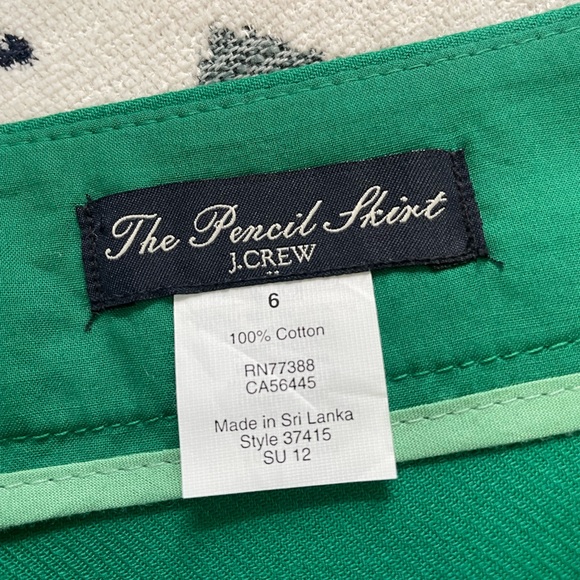 The Pencil Skirt
J.CREW
6
100% Cotton
RN77388
CA56445
Made in Sri Lanka
Style 37415
SU 12